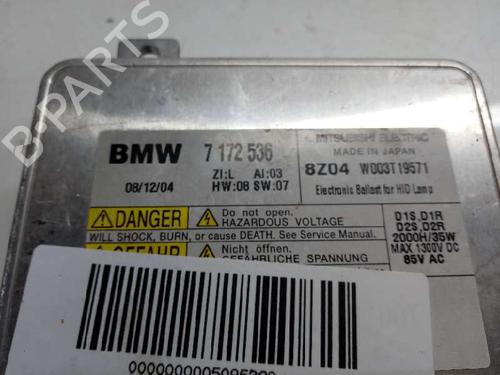 B-PARTS
MITSUBISHI ELECTRIC
BMW 7 172 536
MADE IN JAPAN
08/12/04 ZI:L AI:03
HW:08 SW:07
8Z04 W003T19571
Electronic Ballast for HID Lamp
DANGER
Do not open.
HAZARDOUS VOLTAGE
WILL SHOCK, BURN, or cause DEATH. See Service Manual.
D1S,D1R
D2S,D2R
2000H/35W
MAX 1300V DC
85V AC
GEFAHR
Nicht öffnen.
GEFÄHRLICHE SPANNUNG